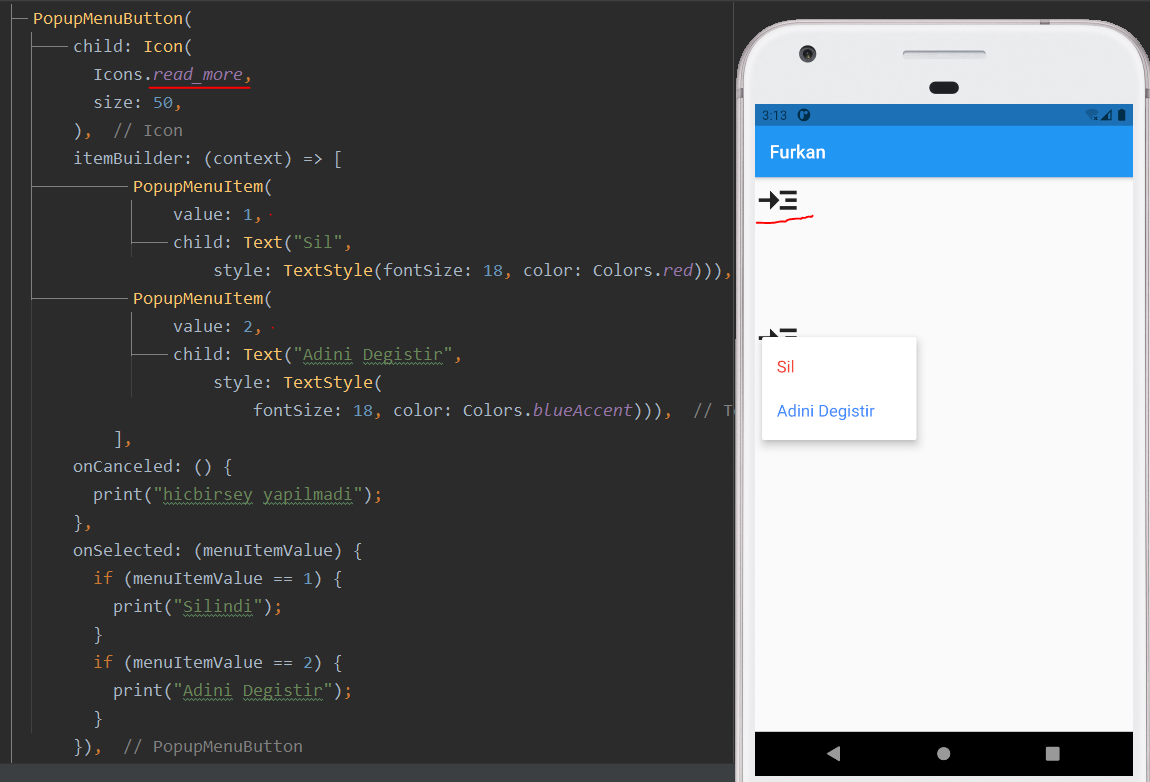 PopupMenuButton(
child: Icon(
Icons.read_more,
size: 50,
), // Icon
itemBuilder: (context) => [
PopupMenuItem(
value: 1,
child: Text("Sil",
style: TextStyle(fontSize: 18, color: Colors.red))),
PopupMenuItem(
value: 2,
child: Text("Adini Degistir",
style: TextStyle(
fontSize: 18, color: Colors.blueAccent))), //
],
onCanceled: () {
print("hicbirsey yapilmadi");
},
onSelected: (menuItemValue) {
if (menuItemValue == 1) {
print("Silindi");
}
if (menuItemValue == 2) {
print("Adini Degistir");
}
}), // PopupMenuButton
3:13
Furkan
Sil
Adini Degistir